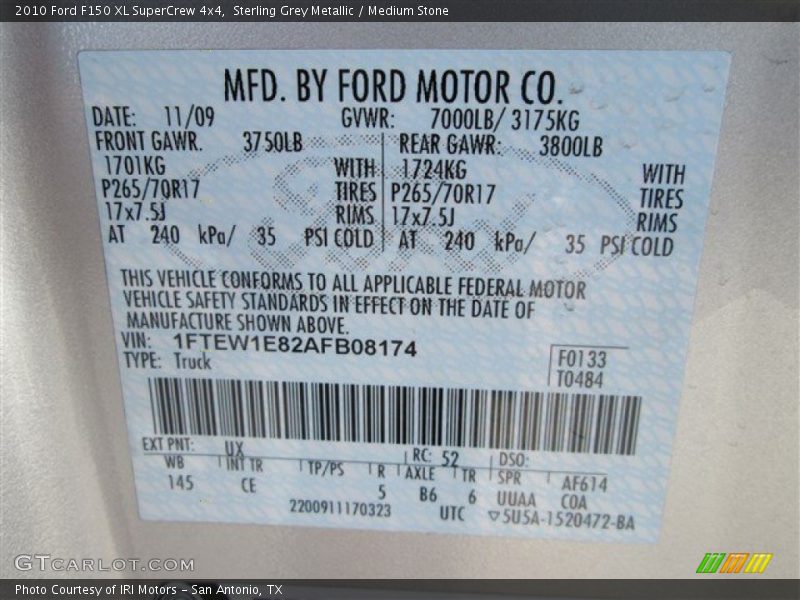 2010 Ford F150 XL SuperCrew 4x4,  Sterling Grey Metallic / Medium Stone
MFD. BY FORD MOTOR CO.
DATE: 11/09 GVWR: 7000LB/ 3175KG
FRONT GAWR. 3750LB REAR GAWR: 3800LB
1701KG WITH 1724KG WITH
P265/70R17 TIRES P265/70R17 TIRES
17x7.5J RIMS 17x7.5J RIMS
AT 240 kPa/ 35 PSI COLD AT 240 kPa/ 35 PSI COLD
THIS VEHICLE CONFORMS TO ALL APPLICABLE FEDERAL MOTOR
VEHICLE SAFETY STANDARDS IN EFFECT ON THE DATE OF
MANUFACTURE SHOWN ABOVE.
VIN: 1FTEW1E82AFB08174
TYPE: Truck
F0133
T0484
EXT PNT: UX RC: 52 DSO:
WB INT TR TP/PS R AXLE TR SPR AF614
145 CE 5 B6 6 UUAA COA
2200911170323 UTC ▽5U5A-1520472-BA
GTCARLOT.COM
Photo Courtesy of IRI Motors – San Antonio, TX